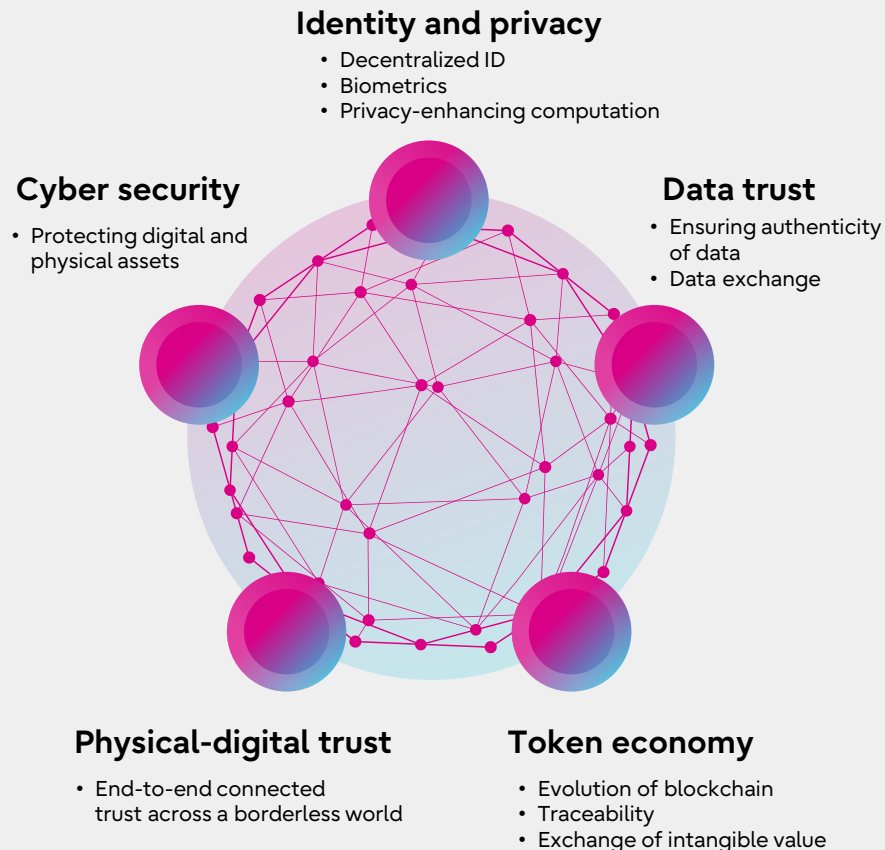 Identity and privacy
• Decentralized ID
• Biometrics
• Privacy-enhancing computation
Cyber security
• Protecting digital and
physical assets
Data trust
• Ensuring authenticity
of data
• Data exchange
Physical-digital trust
• End-to-end connected
trust across a borderless world
Token economy
• Evolution of blockchain
• Traceability
• Exchange of intangible value